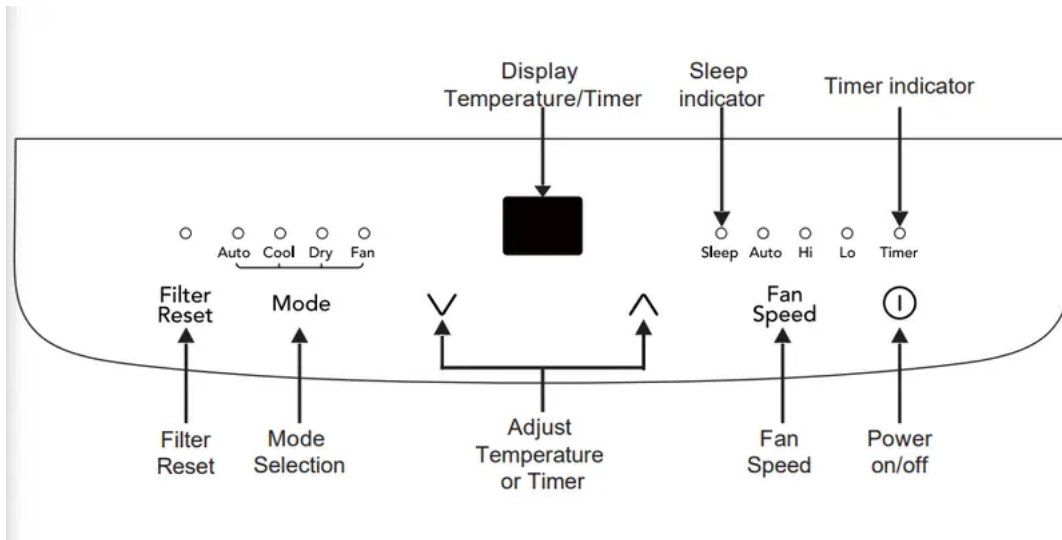 Display
Temperature/Timer
Sleep
indicator
Timer indicator
Auto Cool Dry Fan
Sleep Auto Hi Lo Timer
Filter
Reset
Mode
Fan
Speed
Filter
Reset
Mode
Selection
Adjust
Temperature
or Timer
Fan
Speed
Power
on/off